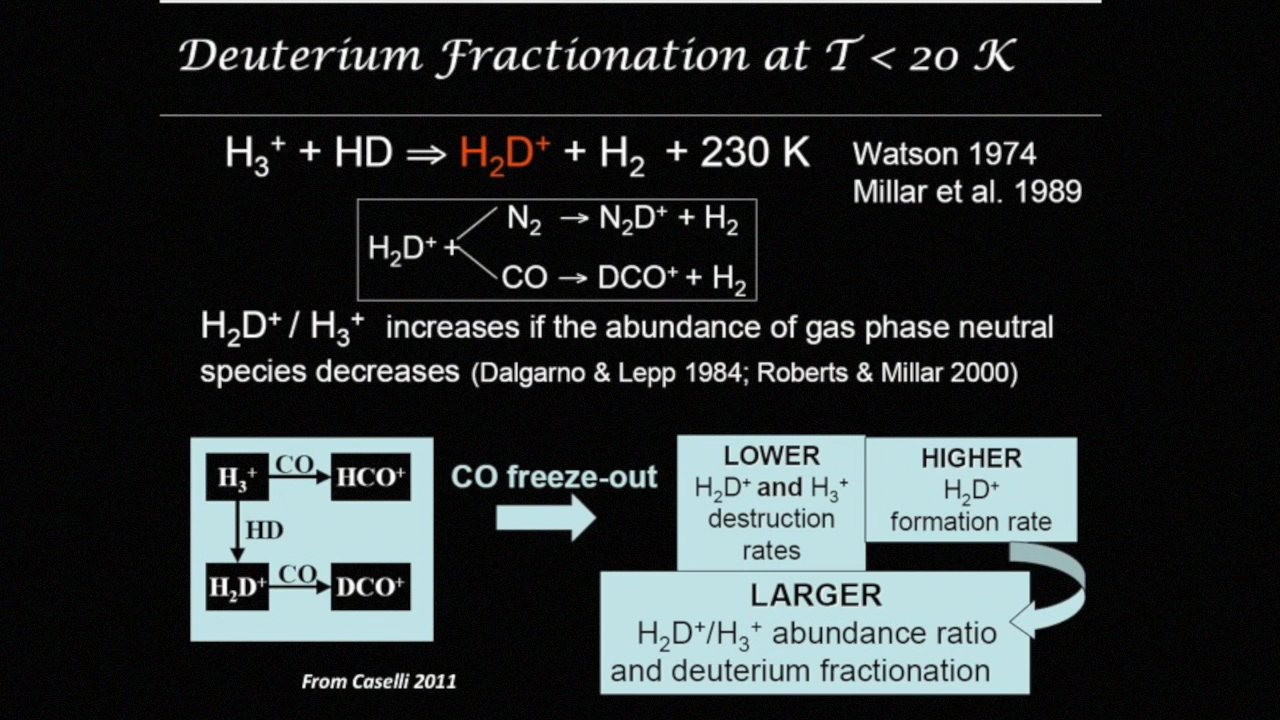 Deuterium Fractionation at T < 20 K
H₃⁺ + HD ⇒ H₂D⁺ + H₂ + 230 K
Watson 1974
Millar et al. 1989
N₂ → N₂D⁺ + H₂
H₂D⁺ +
CO → DCO⁺ + H₂
H₂D⁺ / H₃⁺ increases if the abundance of gas phase neutral
species decreases (Dalgarno & Lepp 1984; Roberts & Millar 2000)
H₃⁺ CO HCO⁺
HD
H₂D⁺ CO DCO⁺
CO freeze-out
LOWER
H₂D⁺ and H₃⁺
destruction
rates
HIGHER
H₂D⁺
formation rate
LARGER
H₂D⁺/H₃⁺ abundance ratio
and deuterium fractionation
From Caselli 2011